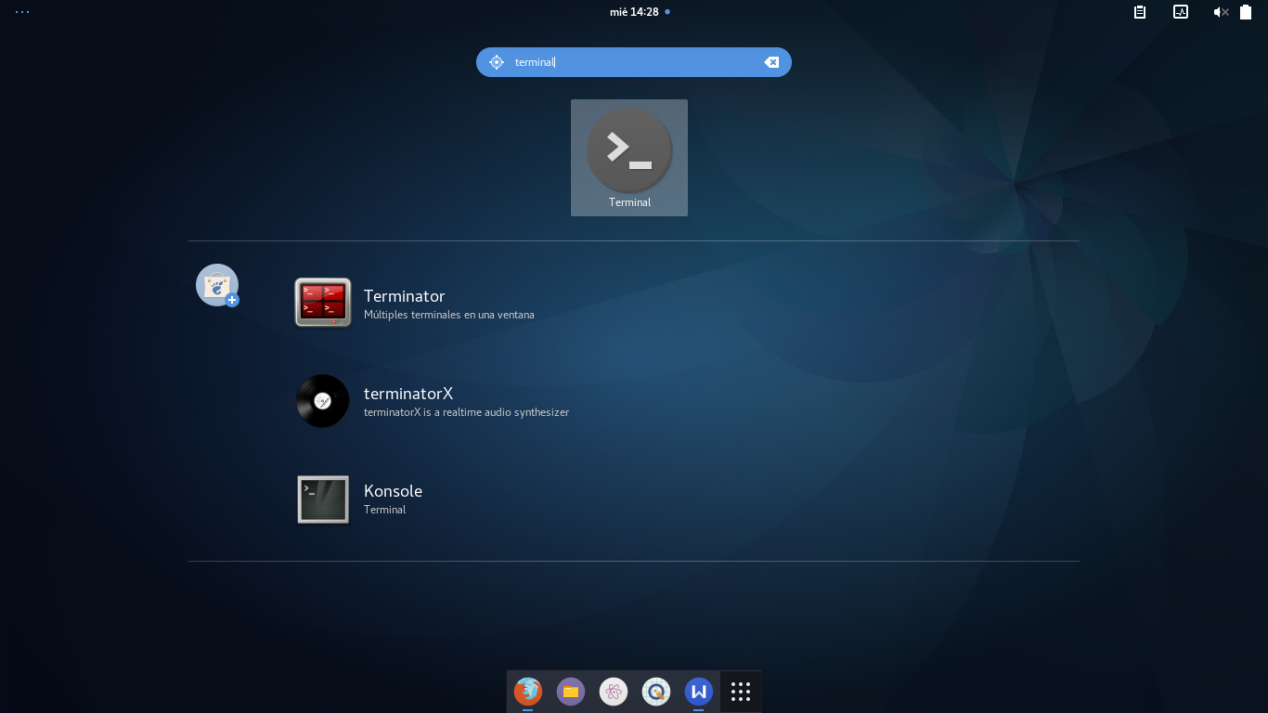 mié 14:28
terminal
Terminal
Terminator
Múltiples terminales en una ventana
terminatorX
terminatorX is a realtime audio synthesizer
Konsole
Terminal